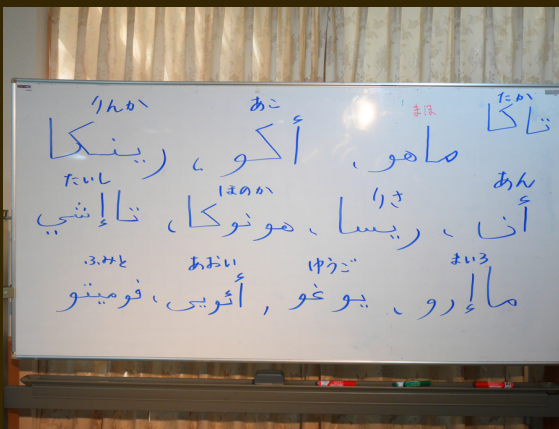 りんか あこ まほ たか
تاكا ماهو، أكو، رينكا
たいし ほのか りさ あん
أن، ريسا، هونوكا، تاإشي
ふみと あおい ゆうご まいろ
ماإرو، يوغو، أئويى، فوميتو